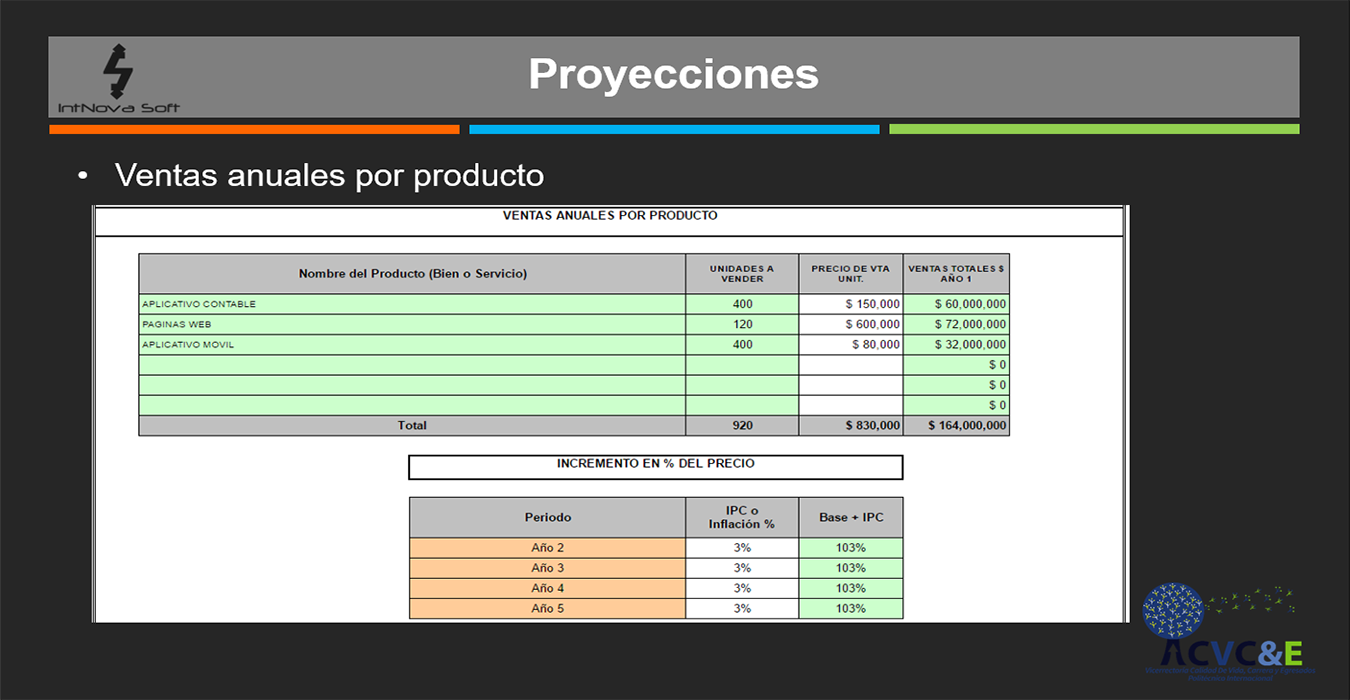 IntNova Soft
Proyecciones
• Ventas anuales por producto
VENTAS ANUALES POR PRODUCTO
Nombre del Producto (Bien o Servicio) UNIDADES A VENDER PRECIO DE VTA UNIT. VENTAS TOTALES $ AÑO 1
APLICATIVO CONTABLE 400 $ 150,000 $ 60,000,000
PAGINAS WEB 120 $ 600,000 $ 72,000,000
APLICATIVO MOVIL 400 $ 80,000 $ 32,000,000
$ 0
$ 0
$ 0
Total 920 $ 830,000 $ 164,000,000
INCREMENTO EN % DEL PRECIO
Periodo IPC o Inflación % Base + IPC
Año 2 3% 103%
Año 3 3% 103%
Año 4 3% 103%
Año 5 3% 103%
ACVC&E